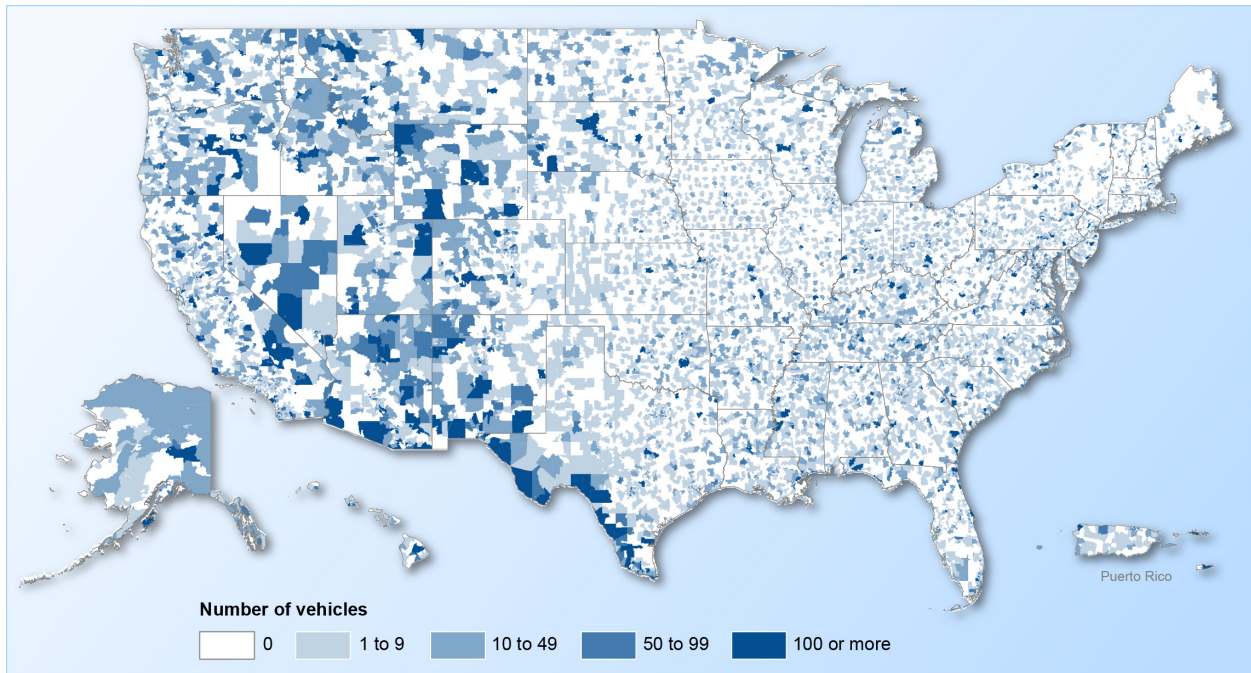 Puerto Rico
Number of vehicles
0 1 to 9 10 to 49 50 to 99 100 or more